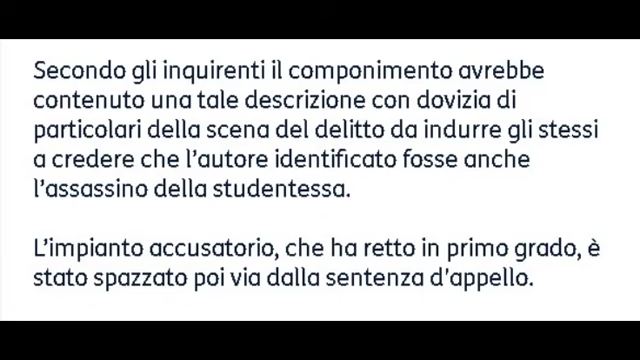 Secondo gli inquirenti il componimento avrebbe
contenuto una tale descrizione con dovizia di
particolari della scena del delitto da indurre gli stessi
a credere che l'autore identificato fosse anche
l'assassino della studentessa.
L'impianto accusatorio, che ha retto in primo grado, è
stato spazzato poi via dalla sentenza d'appello.